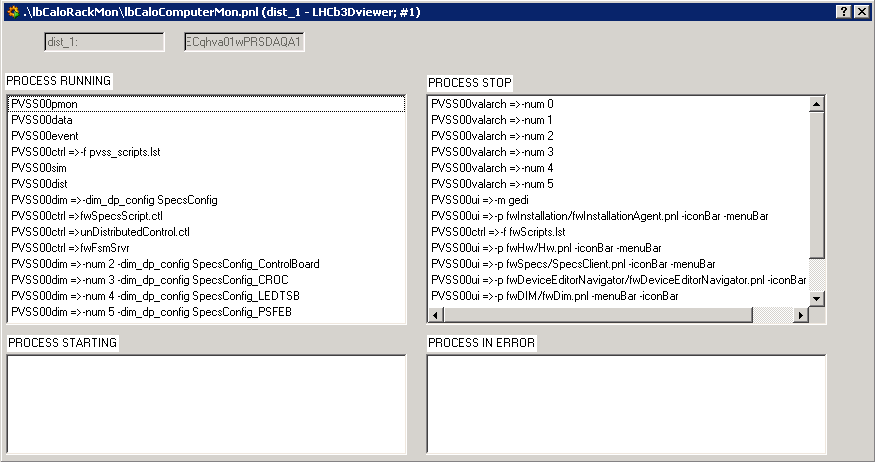 .\lbCaloRackMon\lbCaloComputerMon.pnl (dist_1 - LHCb3Dviewer; #1)
dist_1:
ECqhva01wPRSDAQA1
PROCESS RUNNING
PVSS00pmon
PVSS00data
PVSS00event
PVSS00ctrl =>-f pvss_scripts.lst
PVSS00sim
PVSS00dist
PVSS00dim =>-dim_dp_config SpecsConfig
PVSS00ctrl =>fwSpecsScript.ctl
PVSS00ctrl =>unDistributedControl.ctl
PVSS00ctrl =>fwFsmSrvr
PVSS00dim =>-num 2 -dim_dp_config SpecsConfig_ControlBoard
PVSS00dim =>-num 3 -dim_dp_config SpecsConfig_CROC
PVSS00dim =>-num 4 -dim_dp_config SpecsConfig_LEDTSB
PVSS00dim =>-num 5 -dim_dp_config SpecsConfig_PSFEB
PROCESS STOP
PVSS00valarch =>-num 0
PVSS00valarch =>-num 1
PVSS00valarch =>-num 2
PVSS00valarch =>-num 3
PVSS00valarch =>-num 4
PVSS00valarch =>-num 5
PVSS00ui =>-m gedi
PVSS00ui =>-p fwInstallation/fwInstallationAgent.pnl -iconBar -menuBar
PVSS00ctrl =>-f fwScripts.lst
PVSS00ui =>-p fwHw/Hw.pnl -iconBar -menuBar
PVSS00ui =>-p fwSpecs/SpecsClient.pnl -iconBar -menuBar
PVSS00ui =>-p fwDeviceEditorNavigator/fwDeviceEditorNavigator.pnl -iconBar
PVSS00ui =>-p fwDIM/fwDim.pnl -menuBar -iconBar
PROCESS STARTING
PROCESS IN ERROR